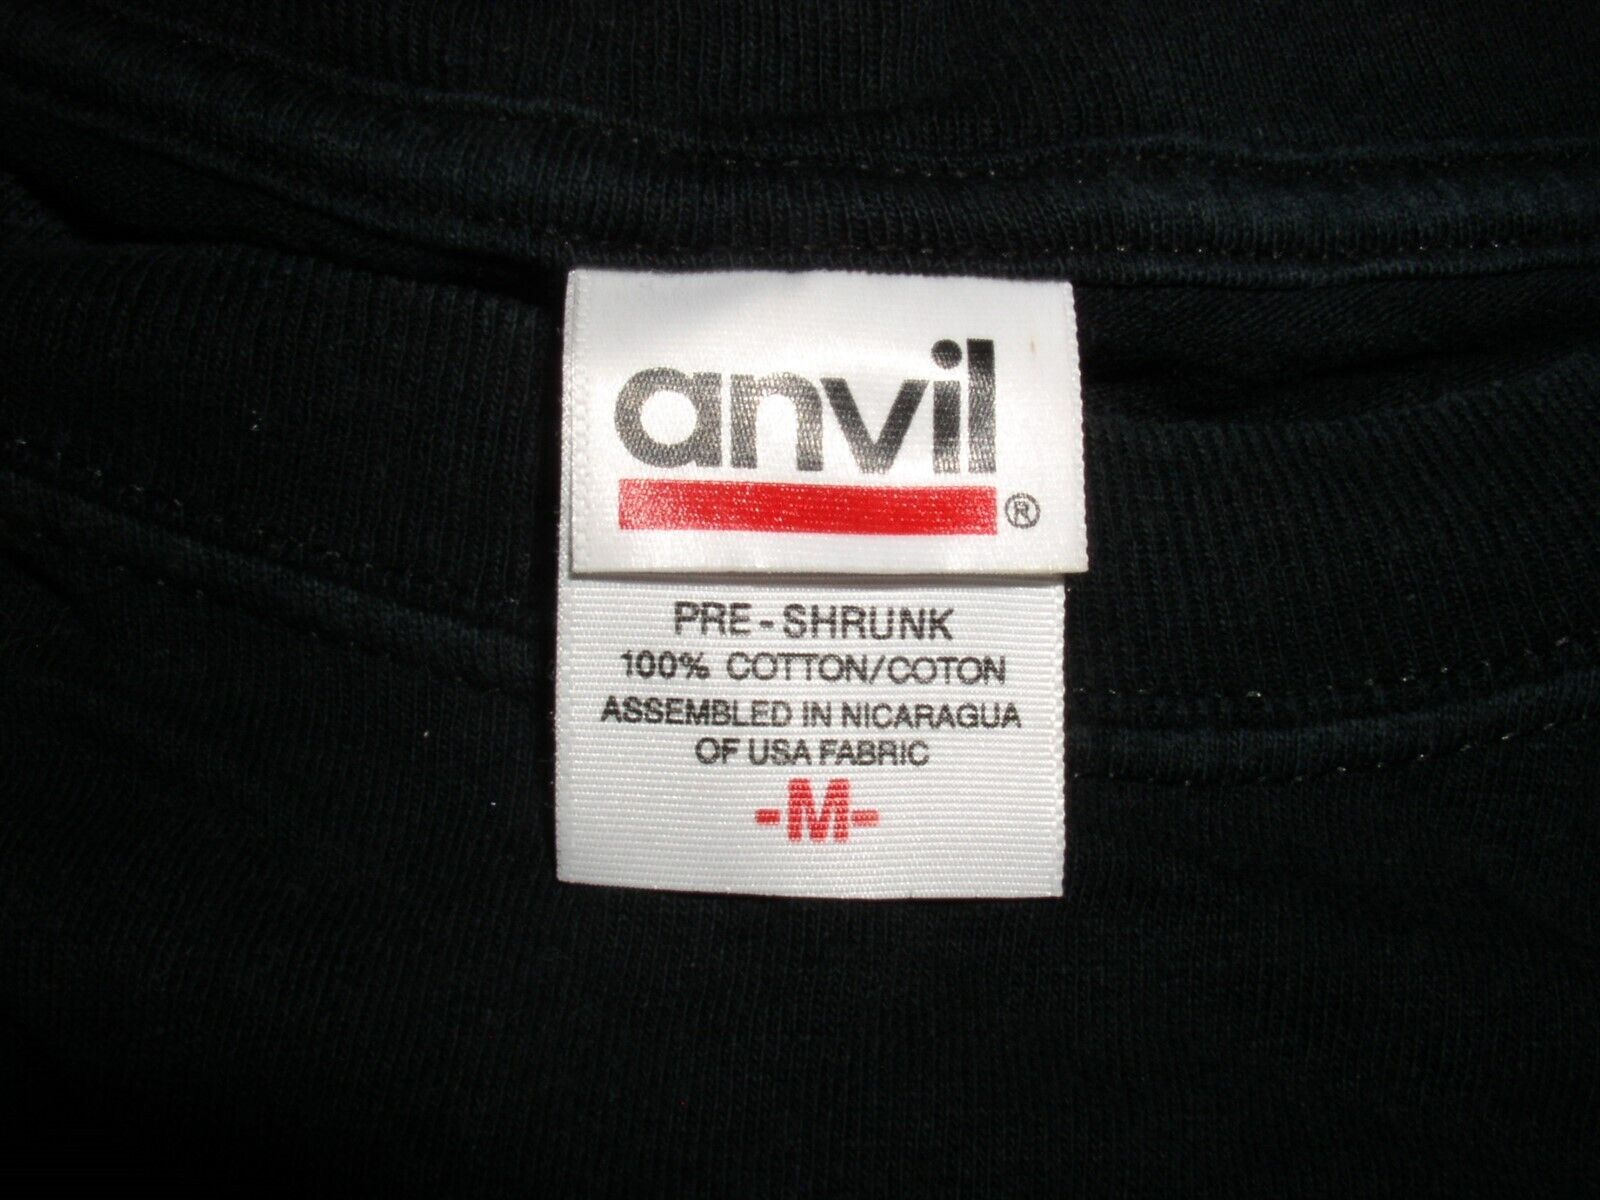 anvil®
PRE-SHRUNK
100% COTTON/COTON
ASSEMBLED IN NICARAGUA
OF USA FABRIC
-M-